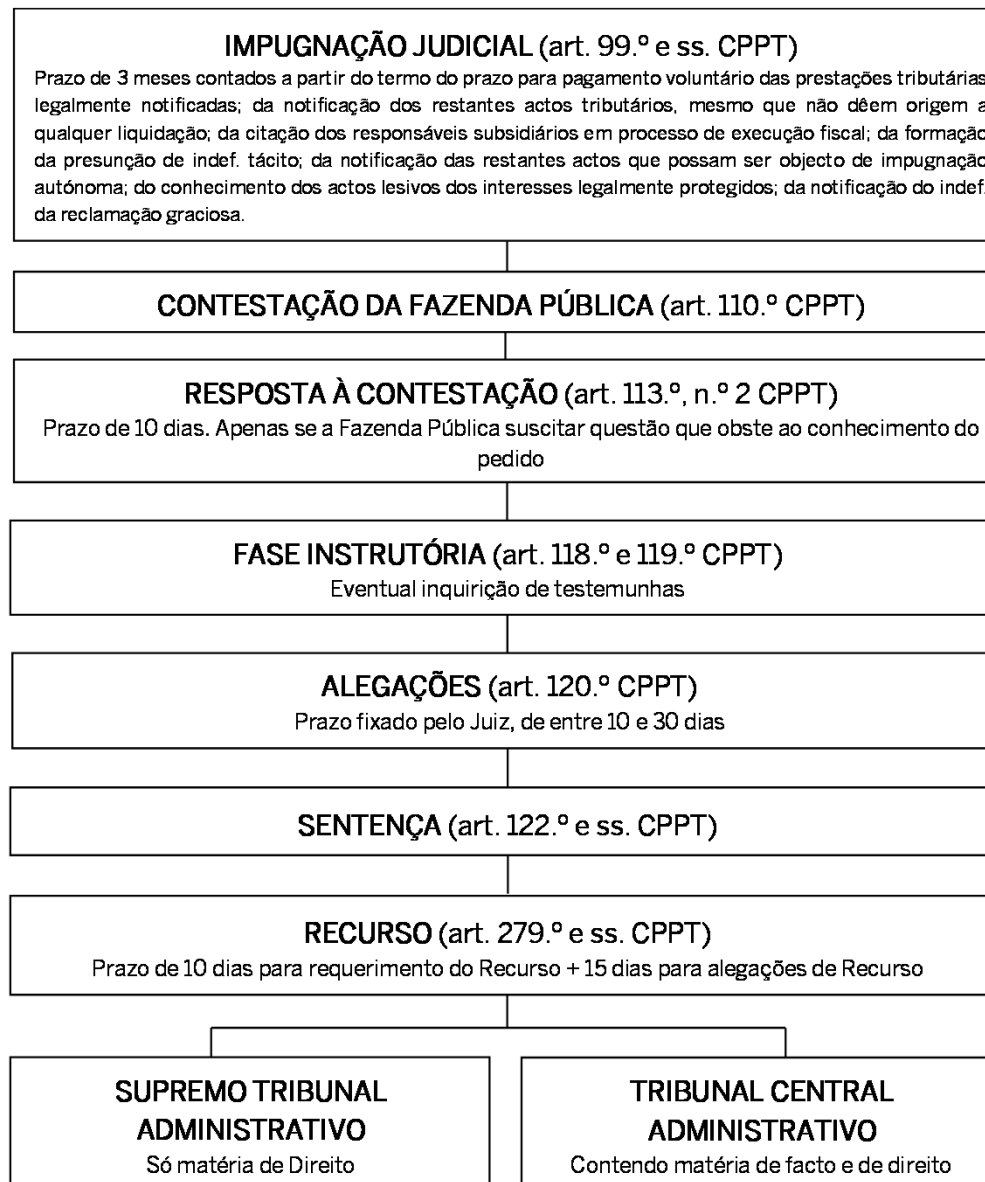 IMPUGNAÇÃO JUDICIAL (art. 99.º e ss. CPPT)
Prazo de 3 meses contados a partir do termo do prazo para pagamento voluntário das prestações tributárias
legalmente notificadas; da notificação dos restantes actos tributários, mesmo que não dêem origem a
qualquer liquidação; da citação dos responsáveis subsidiários em processo de execução fiscal; da formação
da presunção de indef. tácito; da notificação das restantes actos que possam ser objecto de impugnação
autónoma; do conhecimento dos actos lesivos dos interesses legalmente protegidos; da notificação do indef.
da reclamação graciosa.
CONTESTAÇÃO DA FAZENDA PÚBLICA (art. 110.º CPPT)
RESPOSTA À CONTESTAÇÃO (art. 113.º, n.º 2 CPPT)
Prazo de 10 dias. Apenas se a Fazenda Pública suscitar questão que obste ao conhecimento do
pedido
FASE INSTRUTÓRIA (art. 118.º e 119.º CPPT)
Eventual inquirição de testemunhas
ALEGAÇÕES (art. 120.º CPPT)
Prazo fixado pelo Juiz, de entre 10 e 30 dias
SENTENÇA (art. 122.º e ss. CPPT)
RECURSO (art. 279.º e ss. CPPT)
Prazo de 10 dias para requerimento do Recurso + 15 dias para alegações de Recurso
SUPREMO TRIBUNAL
ADMINISTRATIVO
Só matéria de Direito
TRIBUNAL CENTRAL
ADMINISTRATIVO
Contendo matéria de facto e de direito